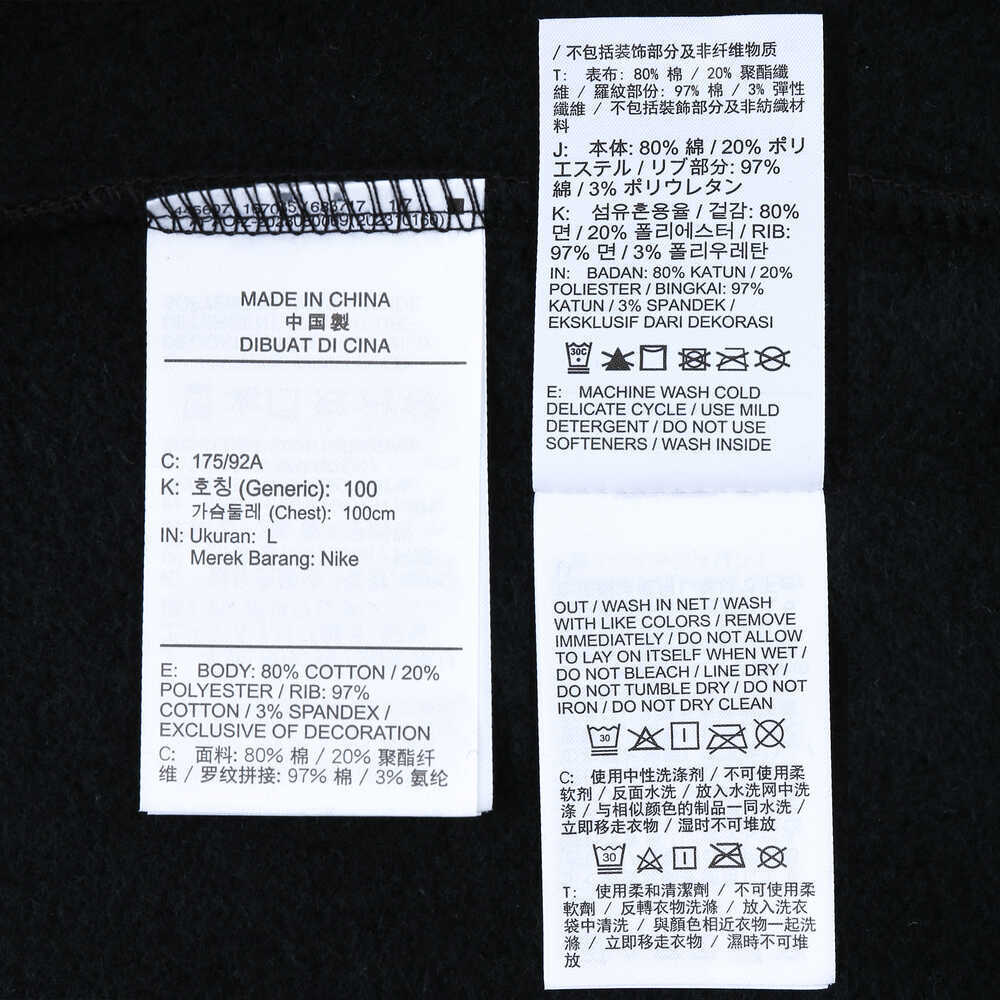 MADE IN CHINA
中国製
DIBUAT DI CINA
C: 175/92A
K: 호칭 (Generic): 100
가슴둘레 (Chest): 100cm
IN: Ukuran: L
Merek Barang: Nike
E: BODY: 80% COTTON / 20%
POLYESTER / RIB: 97%
COTTON / 3% SPANDEX /
EXCLUSIVE OF DECORATION
C: 面料: 80% 棉 / 20% 聚酯纤
维 / 罗纹拼接: 97% 棉 / 3% 氨纶
/ 不包括装饰部分及非纤维物质
T: 表布: 80% 棉 / 20% 聚酯纖
維 / 羅紋部份: 97% 棉 / 3% 彈性
纖維 / 不包括裝飾部分及非紡織材
料
J: 本体: 80% 綿 / 20% ポリ
エステル / リブ部分: 97%
綿 / 3% ポリウレタン
K: 섬유혼용율 / 겉감: 80%
면 / 20% 폴리에스터 / RIB:
97% 면 / 3% 폴리우레탄
IN: BADAN: 80% KATUN / 20%
POLIESTER / BINGKAI: 97%
KATUN / 3% SPANDEK /
EKSKLUSIF DARI DEKORASI
30C
E: MACHINE WASH COLD
DELICATE CYCLE / USE MILD
DETERGENT / DO NOT USE
SOFTENERS / WASH INSIDE
OUT / WASH IN NET / WASH
WITH LIKE COLORS / REMOVE
IMMEDIATELY / DO NOT ALLOW
TO LAY ON ITSELF WHEN WET /
DO NOT BLEACH / LINE DRY /
DO NOT TUMBLE DRY / DO NOT
IRON / DO NOT DRY CLEAN
30
C: 使用中性洗涤剂 / 不可使用柔
软剂 / 反面水洗 / 放入水洗网中洗
涤 / 与相似颜色的制品一同水洗 /
立即移走衣物 / 湿时不可堆放
30
T: 使用柔和清潔劑 / 不可使用柔
軟劑 / 反轉衣物洗滌 / 放入洗衣
袋中清洗 / 與顏色相近衣物一起洗
滌 / 立即移走衣物 / 濕時不可堆
放